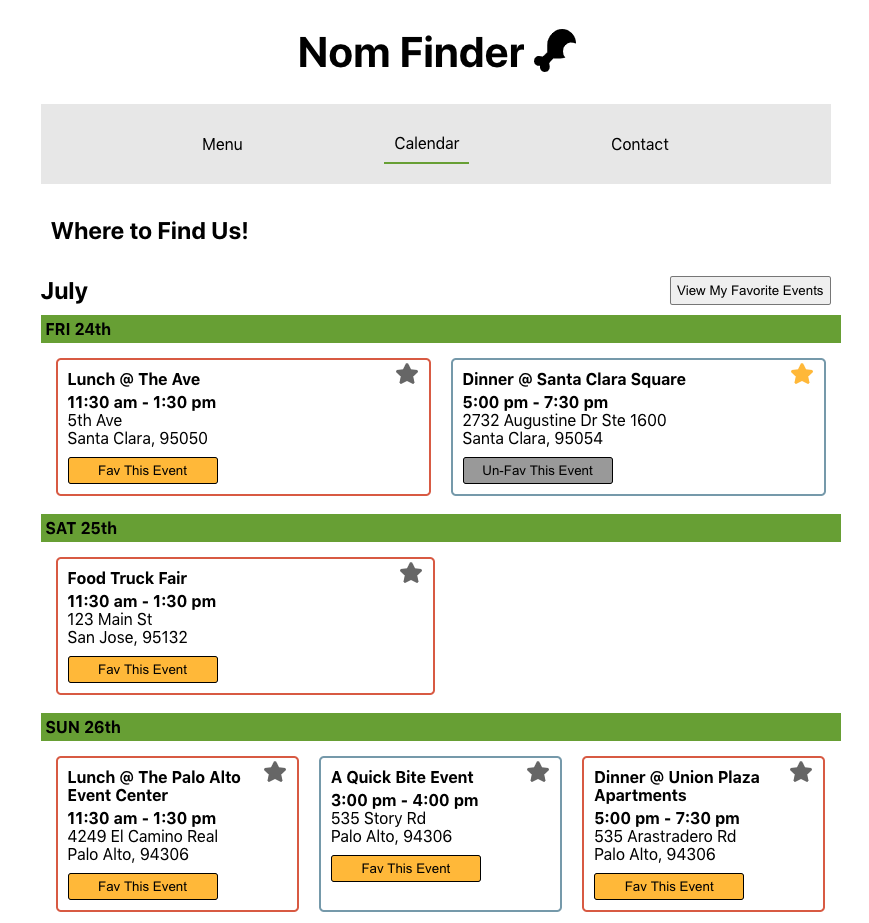 Nom Finder
Menu
Calendar
Contact
Where to Find Us!
July
View My Favorite Events
FRI 24th
Lunch @ The Ave
11:30 am - 1:30 pm
5th Ave
Santa Clara, 95050
Fav This Event
Dinner @ Santa Clara Square
5:00 pm - 7:30 pm
2732 Augustine Dr Ste 1600
Santa Clara, 95054
Un-Fav This Event
SAT 25th
Food Truck Fair
11:30 am - 1:30 pm
123 Main St
San Jose, 95132
Fav This Event
SUN 26th
Lunch @ The Palo Alto
Event Center
11:30 am - 1:30 pm
4249 El Camino Real
Palo Alto, 94306
Fav This Event
A Quick Bite Event
3:00 pm - 4:00 pm
535 Story Rd
Palo Alto, 94306
Fav This Event
Dinner @ Union Plaza
Apartments
5:00 pm - 7:30 pm
535 Arastradero Rd
Palo Alto, 94306
Fav This Event